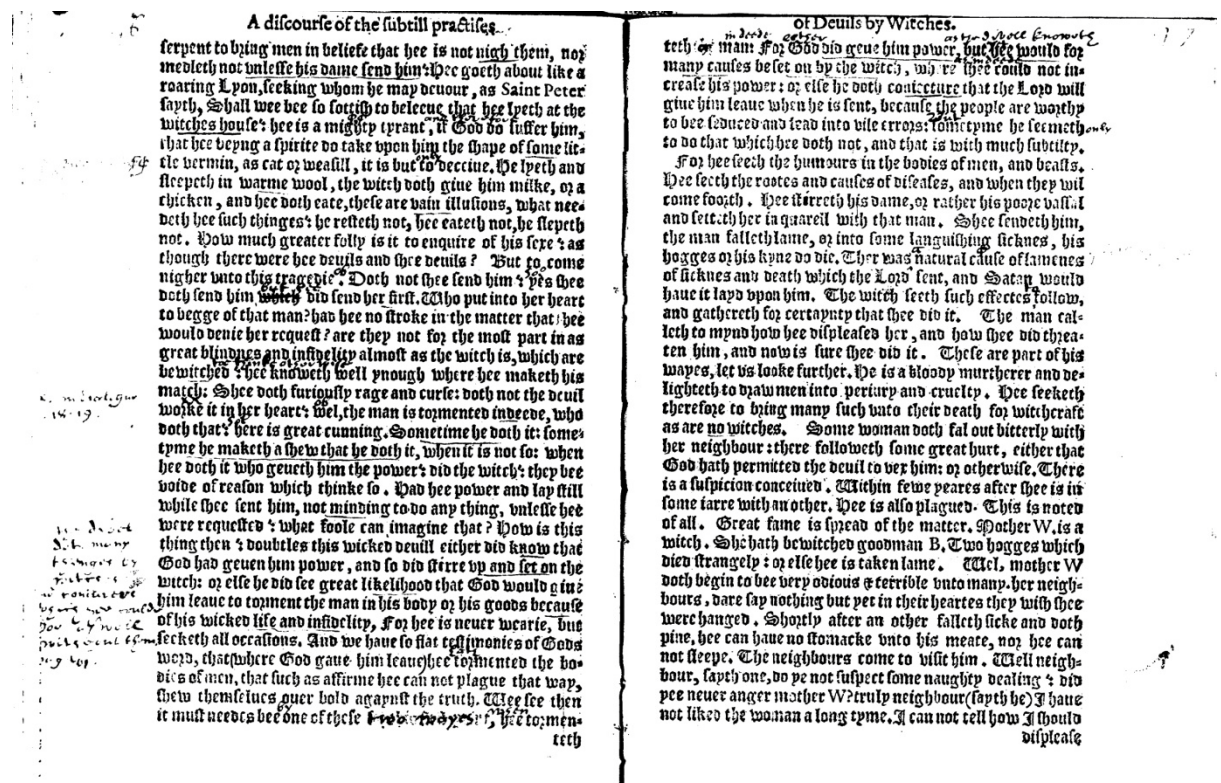 A discourse of the subtill practises
serpent to bring men in beliefe that hee is not nigh them, nor
medleth not vnlesse his dame send him: Hee goeth about like a
roaring Lyon, seeking whom he may deuour, as Saint Peter
sayth, Shall wee bee so sottish to beleeue that hee lyeth at the
witches house? hee is a mighty tyrant, if God do suffer him,
that hee beyng a spirite do take vpon him the shape of some lit-
tle vermin, as cat or weasill, it is but to deceiue. He lyeth and
sleepeth in warme wool, the witch doth giue him milke, or a
chicken, and hee doth eate, these are vain illusions, what nee-
deth hee such thinges? he resteth not, hee eateth not, he slepeth
not. How much greater folly is it to enquire of his sexe? as
though there were hee deuils and shee deuils? But to come
nigher vnto this tragedie. Doth not shee send him? yes shee
doth send him which did send her first. Who put into her heart
to begge of that man? had hee no stroke in the matter that hee
would denie her request? are they not for the most part in as
great blindnes and infidelity almost as the witch is, which are
bewitched? hee knoweth well ynough where hee maketh his
match: Shee doth furiously rage and curse: doth not the deuil
worke it in her heart? wel, the man is tormented indeede, who
doth that? here is great cunning. Sometime he doth it: some-
tyme he maketh a shew that he doth it, when it is not so: when
hee doth it who geueth him the power? did the witch? they bee
voide of reason which thinke so. Had hee power and lay still
while shee sent him, not minding to do any thing, vnlesse hee
were requested? what foole can imagine that? How is this
thing then? doubtles this wicked deuill either did know that
God had geuen him power, and so did stirre vp and set on the
witch: or else he did see great likelihood that God would giue
him leaue to torment the man in his body or his goods because
of his wicked life and infidelity, For hee is neuer wearie, but
seeketh all occasions. And we haue so flat testimonies of Gods
word, that (where God gaue him leaue) hee tormented the bo-
dies of men, that such as affirme hee can not plague that way,
shew themselues ouer bold agaynst the truth. Wee see then
it must needes bee one of these two wayes, hee tormen-
teth
of Deuils by Witches.
teth or man: For God did geue him power, but hee would for
many causes be set on by the witch, where shee could not in-
crease his power: or else he doth coniecture that the Lord will
giue him leaue when he is sent, because the people are worthy
to bee seduced and lead into vile errors: sometyme he seemeth only
to do that which hee doth not, and that is with much subtilty.
For hee seeth the humours in the bodies of men, and beasts.
Hee seeth the rootes and causes of diseases, and when they wil
come foorth. Hee stirreth his dame, or rather his poore vassal
and setteth her in quarell with that man. Shee sendeth him,
the man falleth lame, or into some languishing sicknes, his
hogges or his kyne do die. Ther was natural cause of lamenes
of sicknes and death which the Lord sent, and Satan would
haue it layd vpon him. The witch seeth such effectes follow,
and gathereth for certaynty that shee did it. The man cal-
leth to mynd how hee displeased her, and how shee did threa-
ten him, and now is sure shee did it. These are part of his
wayes, let vs looke further. He is a bloody murtherer and de-
lighteth to draw men into periury and cruelty. Hee seeketh
therefore to bring many such vnto their death for witchcraft
as are no witches. Some woman doth fal out bitterly with
her neighbour: there followeth some great hurt, either that
God hath permitted the deuil to vex him: or otherwise. There
is a suspicion conceiued. Within fewe yeares after shee is in
some iarre with an other. Hee is also plagued. This is noted
of all. Great fame is spread of the matter. Mother W. is a
witch. She hath bewitched goodman B. Two hogges which
died strangely: or else hee is taken lame. Wel, mother W
doth begin to bee very odious & terrible vnto many. her neigh-
bours, dare say nothing but yet in their heartes they wish shee
were hanged. Shortly after an other falleth sicke and doth
pine, hee can haue no stomacke vnto his meate, nor hee can
not sleepe. The neighbours come to visit him. Well neigh-
bour, sayth one, do ye not suspect some naughty dealing? did
yee neuer anger mother W? truly neighbour (sayth he) I haue
not liked the woman a long tyme. I can not tell how I should
displease